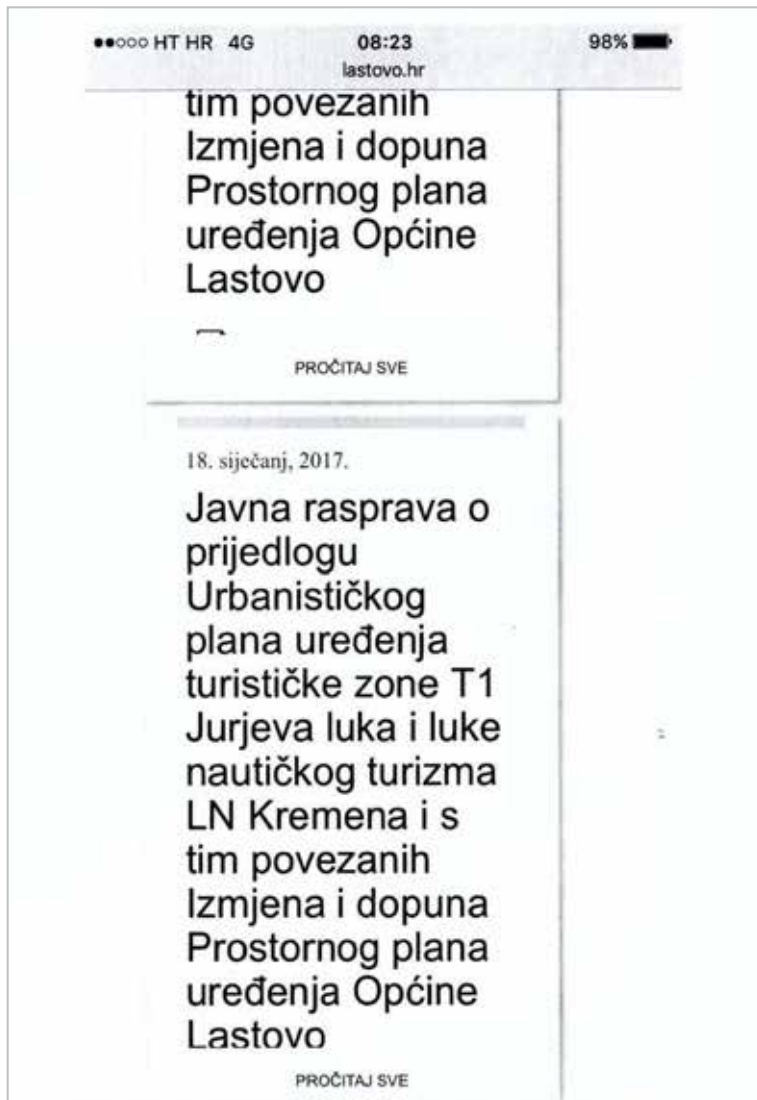 ●●○○○ HT HR 4G 08:23 98%
lastovo.hr
tim povezanih
Izmjena i dopuna
Prostornog plana
uređenja Općine
Lastovo
PROČITAJ SVE
18. siječanj, 2017.
Javna rasprava o
prijedlogu
Urbanističkog
plana uređenja
turističke zone T1
Jurjeva luka i luke
nautičkog turizma
LN Kremena i s
tim povezanih
Izmjena i dopuna
Prostornog plana
uređenja Općine
Lastovo
PROČITAJ SVE